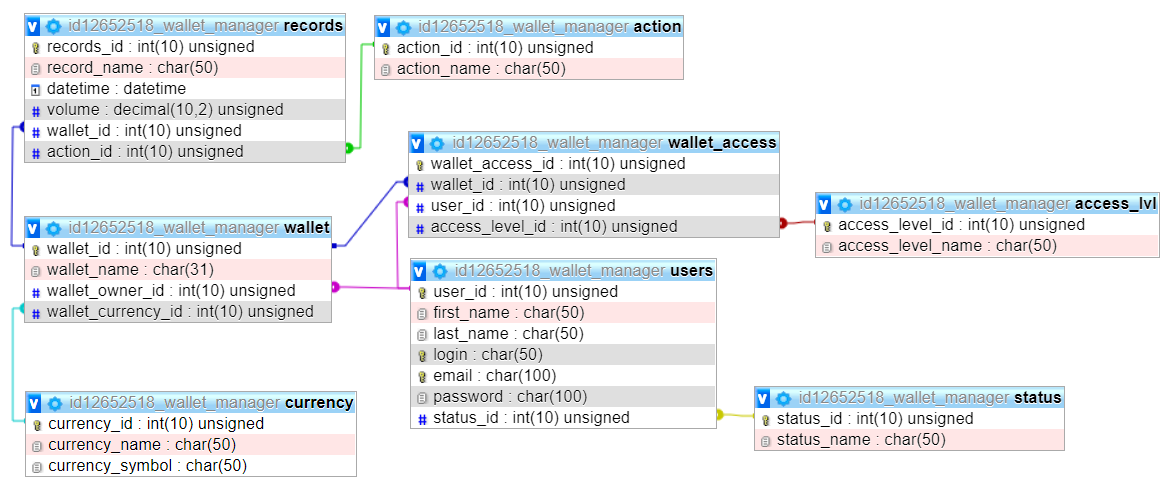 id12652518_wallet_manager records
records_id : int(10) unsigned
record_name : char(50)
datetime : datetime
volume : decimal(10,2) unsigned
wallet_id : int(10) unsigned
action_id : int(10) unsigned
id12652518_wallet_manager action
action_id : int(10) unsigned
action_name : char(50)
id12652518_wallet_manager wallet_access
wallet_access_id : int(10) unsigned
wallet_id : int(10) unsigned
user_id : int(10) unsigned
access_level_id : int(10) unsigned
id12652518_wallet_manager access_lvl
access_level_id : int(10) unsigned
access_level_name : char(50)
id12652518_wallet_manager wallet
wallet_id : int(10) unsigned
wallet_name : char(31)
wallet_owner_id : int(10) unsigned
wallet_currency_id : int(10) unsigned
id12652518_wallet_manager users
user_id : int(10) unsigned
first_name : char(50)
last_name : char(50)
login : char(50)
email : char(100)
password : char(100)
status_id : int(10) unsigned
id12652518_wallet_manager currency
currency_id : int(10) unsigned
currency_name : char(50)
currency_symbol : char(50)
id12652518_wallet_manager status
status_id : int(10) unsigned
status_name : char(50)